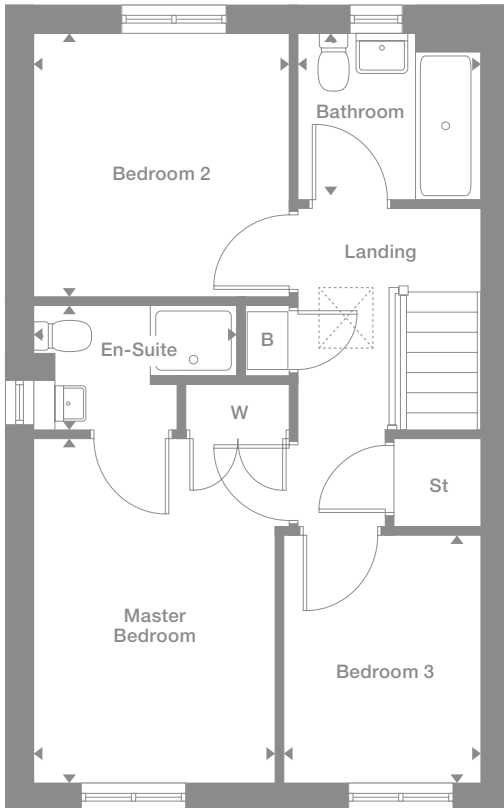 Bathroom
Bedroom 2
Landing
En-Suite
B
W
St
Master
Bedroom
Bedroom 3